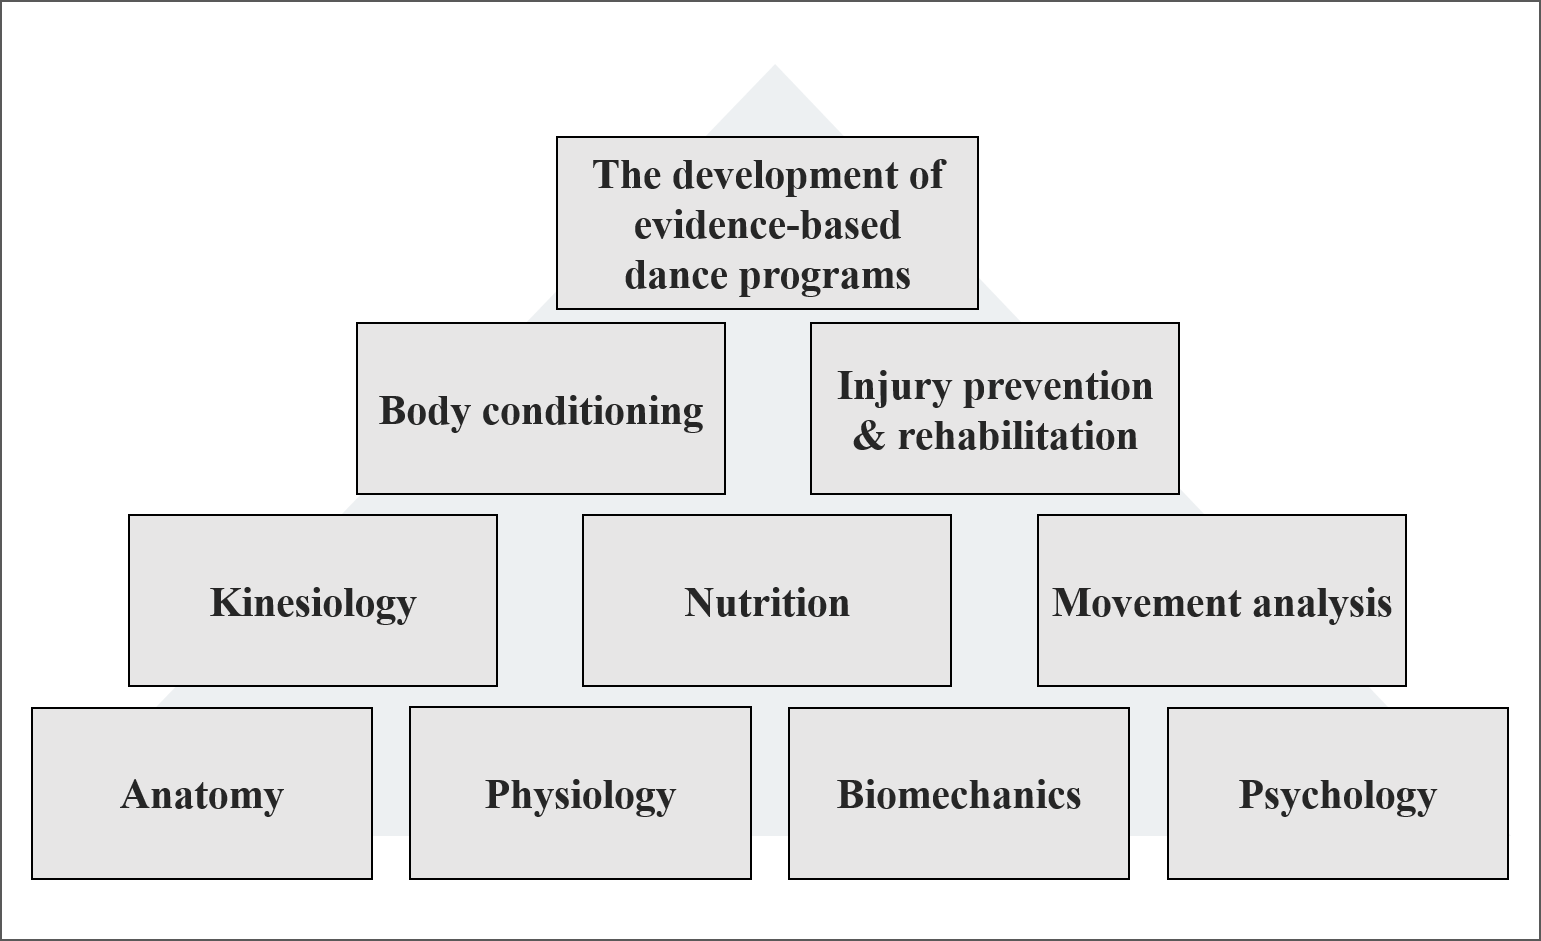 The development of
evidence-based
dance programs
Body conditioning
Injury prevention
& rehabilitation
Kinesiology
Nutrition
Movement analysis
Anatomy
Physiology
Biomechanics
Psychology